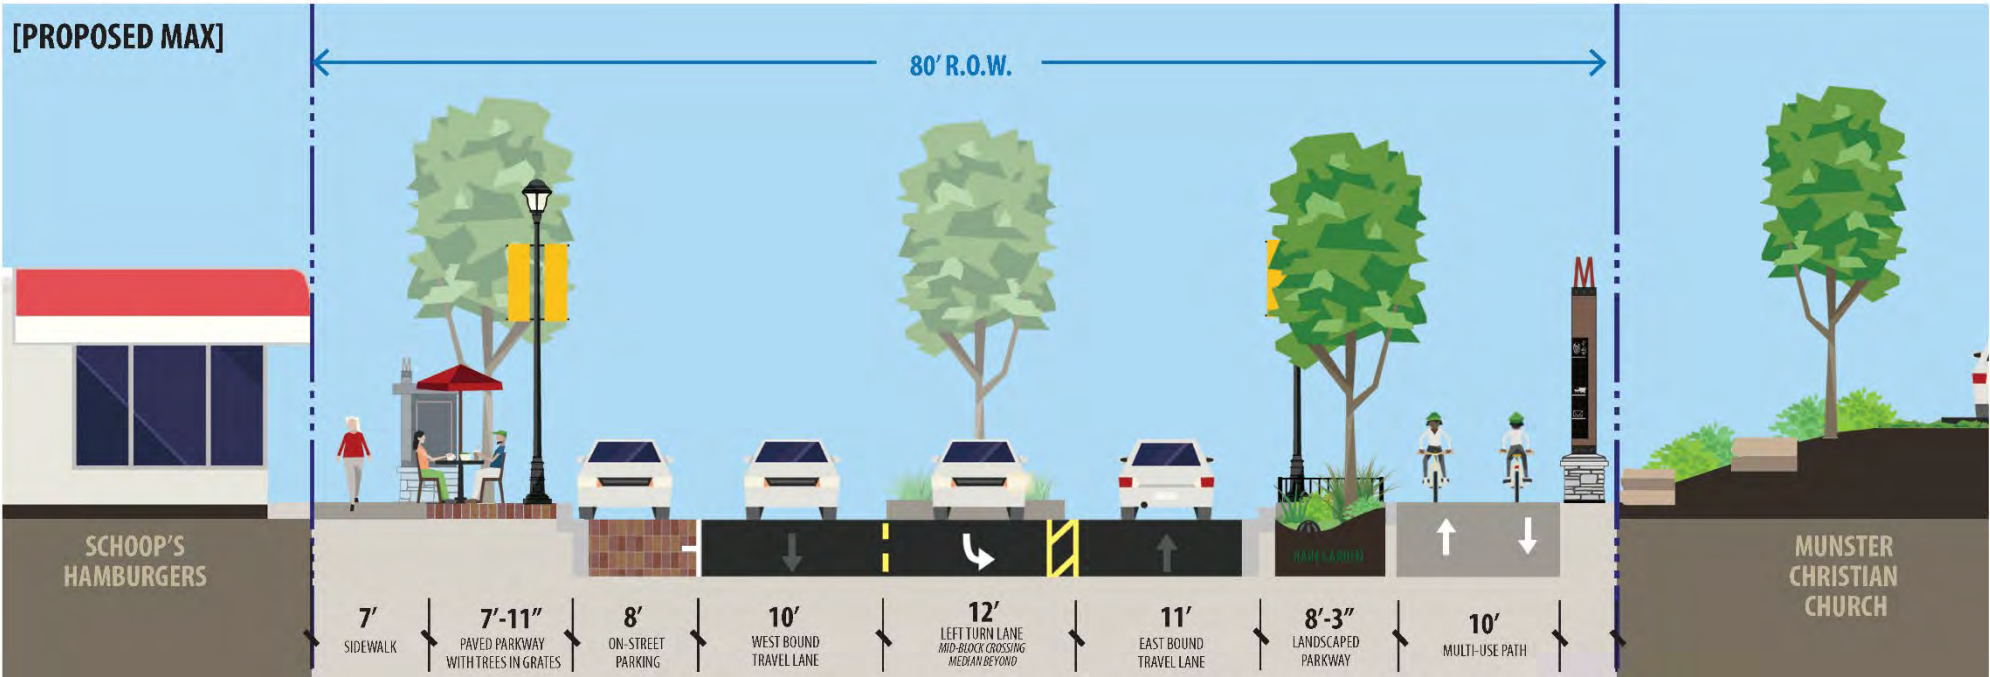 [PROPOSED MAX]
80' R.O.W.
M
SCHOOP'S
HAMBURGERS
RAIN GARDEN
MUNSTER
CHRISTIAN
CHURCH
7'
SIDEWALK
7'-11"
PAVED PARKWAY
WITH TREES IN GRATES
8'
ON-STREET
PARKING
10'
WEST BOUND
TRAVEL LANE
12'
LEFT TURN LANE
MID-BLOCK CROSSING
MEDIAN BEYOND
11'
EAST BOUND
TRAVEL LANE
8'-3"
LANDSCAPED
PARKWAY
10'
MULTI-USE PATH